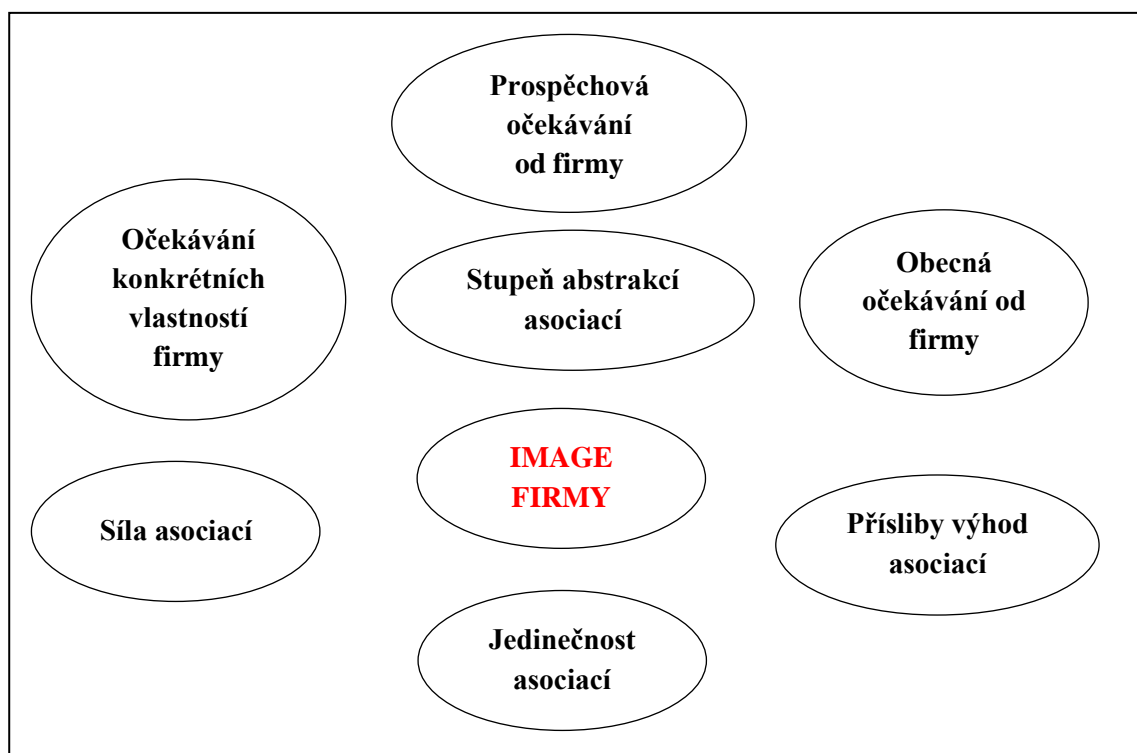 Prospěchová
očekávání
od firmy
Očekávání
konkrétních
vlastností
firmy
Stupeň abstrakcí
asociací
Obecná
očekávání od
firmy
IMAGE
FIRMY
Síla asociací
Přísliby výhod
asociací
Jedinečnost
asociací